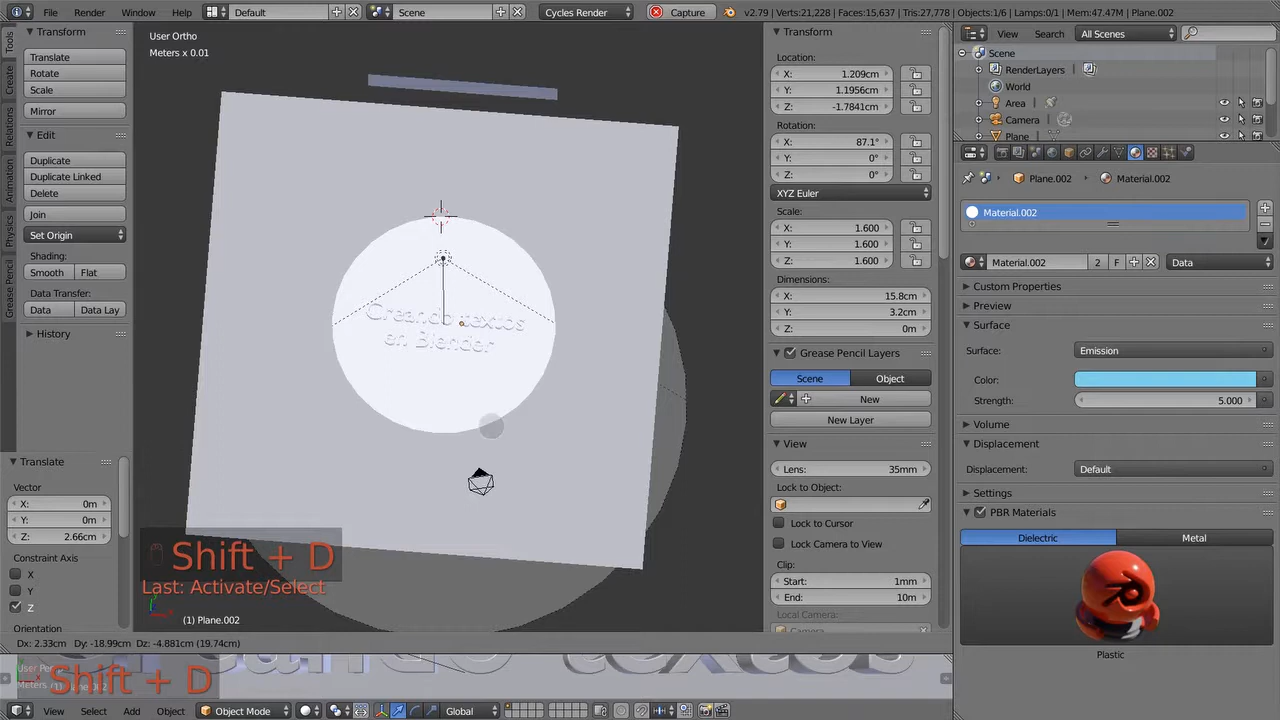 File Window Help Default Scene Cycles Render Capture v2.79 | Verts:21,228 | Faces:15,637 | Tris:27,778 | Objects:1/6 | Lamps:0/1 | Mem:47.47M | Plane.002
Tools
Create
Relations
Animation
Physics
Grease Pencil
Transform
Translate
Rotate
Scale
Mirror
Edit
Duplicate
Duplicate Linked
Delete
Join
Set Origin
Shading:
Smooth Flat
Data Transfer:
Data Data Lay
History
Translate
Vector
X: 0m
Y: 0m
Z: 2.66cm
Constraint Axis
X
Y
Z
Orientation
User Ortho
Meters x 0.01
Creando textos
en Blender
Shift + D
Last: Activate/Select
(1) Plane.002
Dx: 2.33cm Dy: -18.99cm Dz: -4.881cm (19.74cm)
Shift + D
textos
View Select Add Object Object Mode Global
Transform
Location:
X: 1.209cm
Y: 1.1956cm
Z: -1.7841cm
Rotation:
X: 87.1°
Y: 0°
Z: 0°
XYZ Euler
Scale:
X: 1.600
Y: 1.600
Z: 1.600
Dimensions:
X: 15.8cm
Y: 3.2cm
Z: 0m
Grease Pencil Layers
Scene Object
New
New Layer
View
Lens: 35mm
Lock to Object:
Lock to Cursor
Lock Camera to View
Clip:
Start: 1mm
End: 10m
Local Camera:
View Search All Scenes
Scene
RenderLayers
World
Area
Camera
Plane
Plane.002 Material.002
Material.002
Material.002 2 F Data
Custom Properties
Preview
Surface
Surface: Emission
Color:
Strength: 5.000
Volume
Displacement
Displacement: Default
Settings
PBR Materials
Dielectric Metal
Plastic